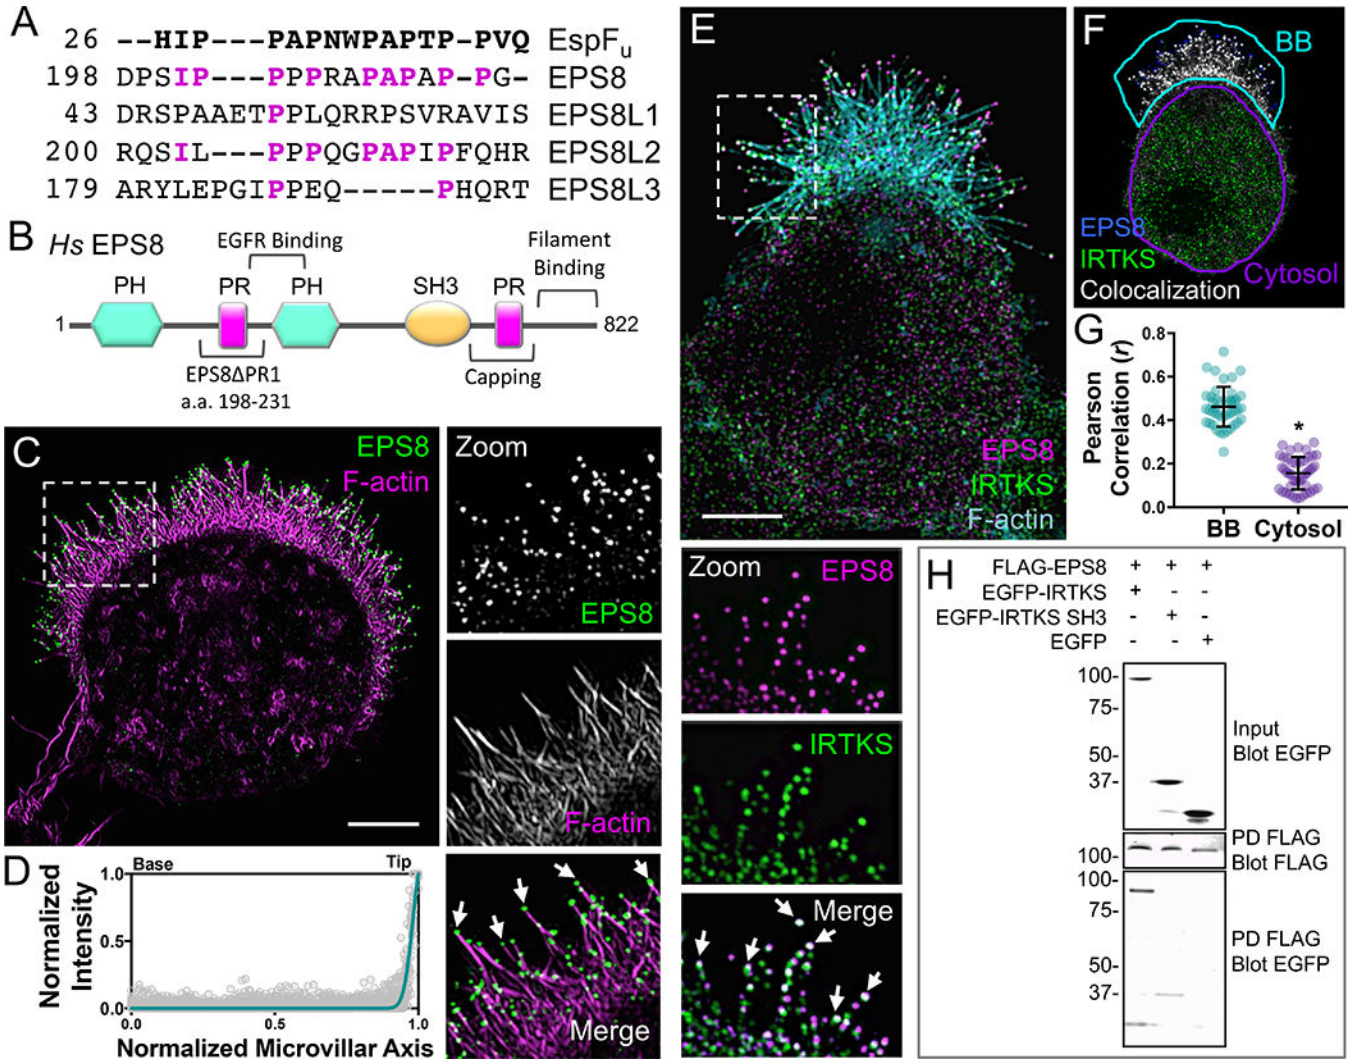 A
26 --HIP---PAPNWPAPTP-PVQ EspFu
198 DPSIP---PPPRAPAPAP-PG- EPS8
43 DRSPAAETPPLQRRPSVRAVIS EPS8L1
200 RQSIL---PPPQGPAPIPFQHR EPS8L2
179 ARYLEPGIPPEQ-----PHQRT EPS8L3
B
Hs EPS8
EGFR Binding
Filament
Binding
PH
PR
PH
SH3
PR
1
822
EPS8ΔPR1
a.a. 198-231
Capping
C
EPS8
F-actin
Zoom
EPS8
F-actin
Merge
D
Base
Tip
Normalized
Intensity
1.0
0.5
0.0
0.0
0.5
1.0
Normalized Microvillar Axis
E
EPS8
IRTKS
F-actin
Zoom
EPS8
IRTKS
Merge
F
BB
EPS8
IRTKS
Cytosol
Colocalization
G
Pearson
Correlation (r)
0.8
0.6
0.4
0.2
0.0
*
BB
Cytosol
H
FLAG-EPS8 + + +
EGFP-IRTKS + - -
EGFP-IRTKS SH3 - + -
EGFP - - +
100-
75-
50-
37-
Input
Blot EGFP
100-
PD FLAG
Blot FLAG
100-
75-
50-
37-
PD FLAG
Blot EGFP